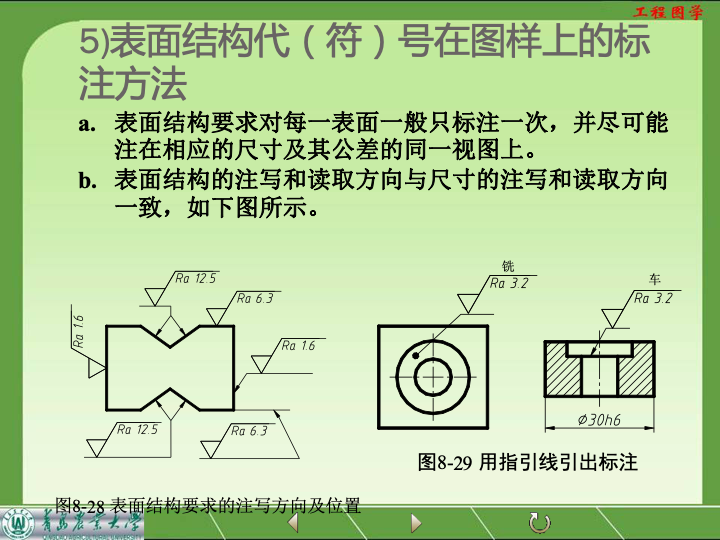 工程图学
5)表面结构代（符）号在图样上的标
注方法
a. 表面结构要求对每一表面一般只标注一次，并尽可能
注在相应的尺寸及其公差的同一视图上。
b. 表面结构的注写和读取方向与尺寸的注写和读取方向
一致，如下图所示。
Ra 12.5
Ra 6.3
Ra 1.6
Ra 1.6
Ra 12.5
Ra 6.3
铣
Ra 3.2
车
Ra 3.2
Ø30h6
图8-29 用指引线引出标注
图8-28 表面结构要求的注写方向及位置
青岛农业大学